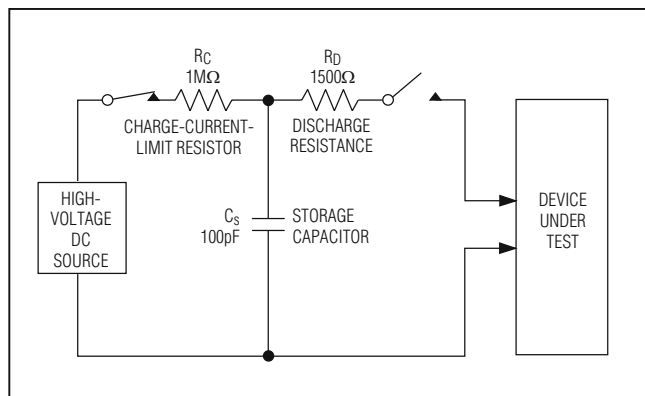 RC
1MΩ
CHARGE-CURRENT-
LIMIT RESISTOR
RD
1500Ω
DISCHARGE
RESISTANCE
HIGH-
VOLTAGE
DC
SOURCE
CS
100pF
STORAGE
CAPACITOR
DEVICE
UNDER
TEST